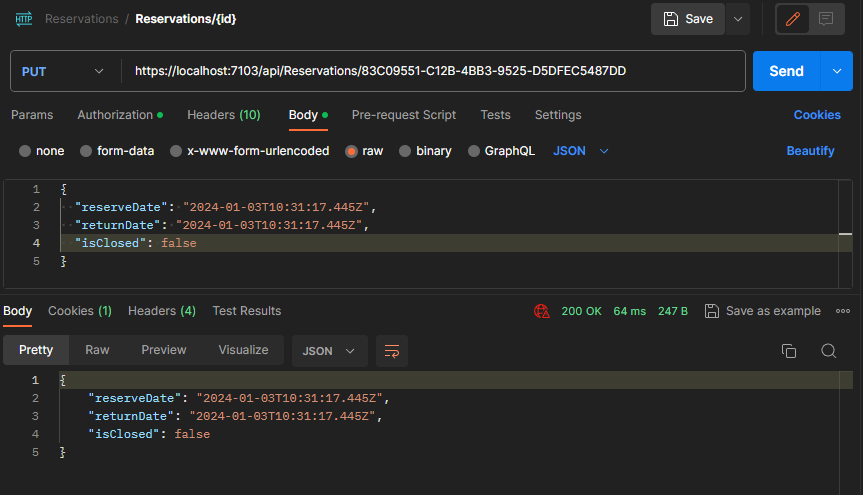 HTTP Reservations / Reservations/{id} Save
PUT https://localhost:7103/api/Reservations/83C09551-C12B-4BB3-9525-D5DFEC5487DD Send
Params Authorization Headers (10) Body Pre-request Script Tests Settings Cookies
none form-data x-www-form-urlencoded raw binary GraphQL JSON Beautify
1 {
2 "reserveDate": "2024-01-03T10:31:17.445Z",
3 "returnDate": "2024-01-03T10:31:17.445Z",
4 "isClosed": false
5 }
Body Cookies (1) Headers (4) Test Results 200 OK 64 ms 247 B Save as example
Pretty Raw Preview Visualize JSON
1 {
2 "reserveDate": "2024-01-03T10:31:17.445Z",
3 "returnDate": "2024-01-03T10:31:17.445Z",
4 "isClosed": false
5 }